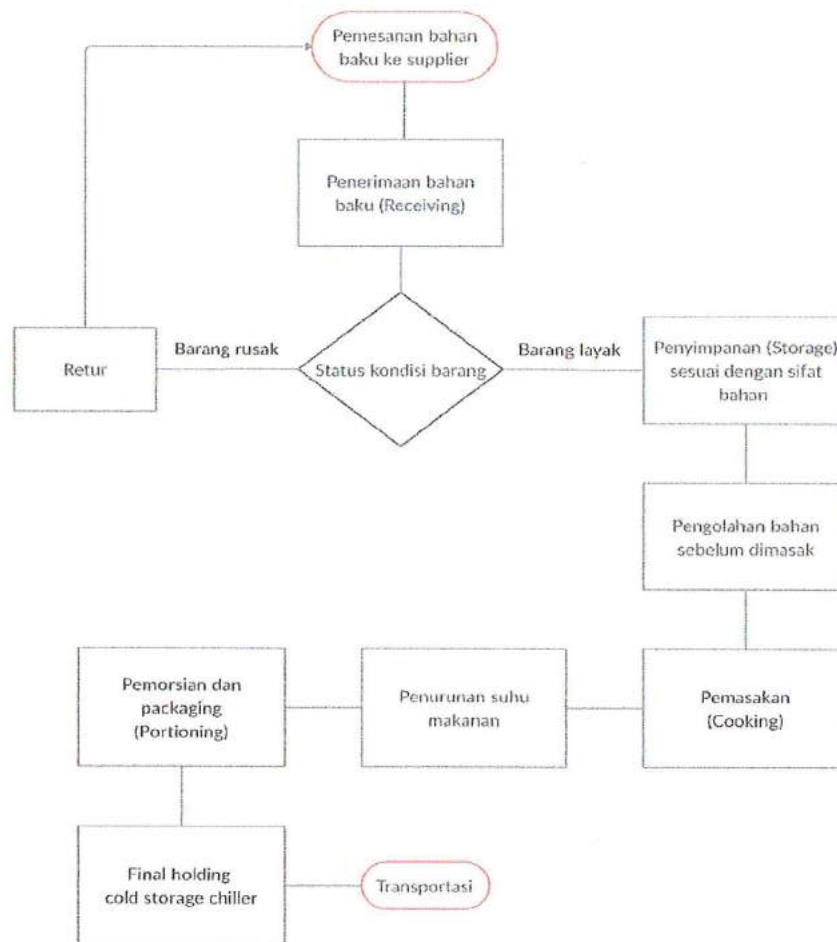 Pemesanan bahan
baku ke supplier
Penerimaan bahan
baku (Receiving)
Retur
Barang rusak
Status kondisi barang
Barang layak
Penyimpanan (Storage)
sesuai dengan sifat
bahan
Pengolahan bahan
sebelum dimasak
Pemasakan
(Cooking)
Penurunan suhu
makanan
Pemorsian dan
packaging
(Portioning)
Final holding
cold storage chiller
Transportasi